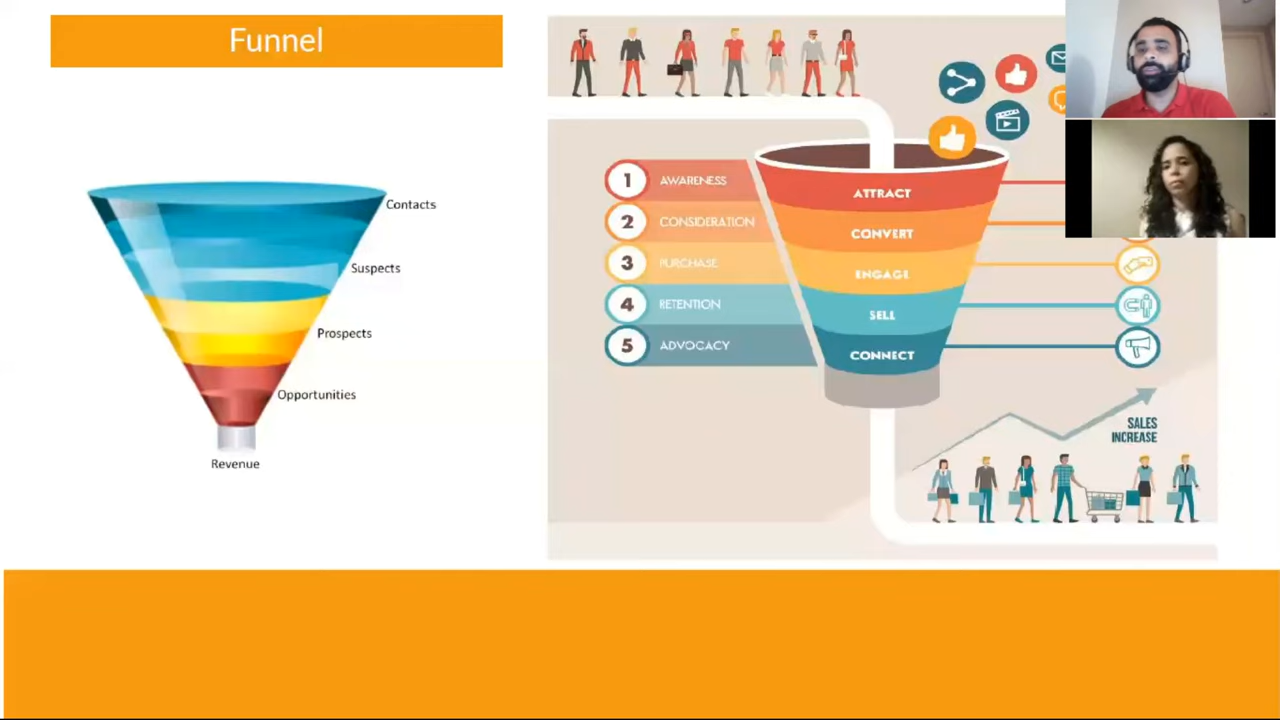 Funnel
Contacts
Suspects
Prospects
Opportunities
Revenue
1 AWARENESS
2 CONSIDERATION
3 PURCHASE
4 RETENTION
5 ADVOCACY
ATTRACT
CONVERT
ENGAGE
SELL
CONNECT
SALES
INCREASE